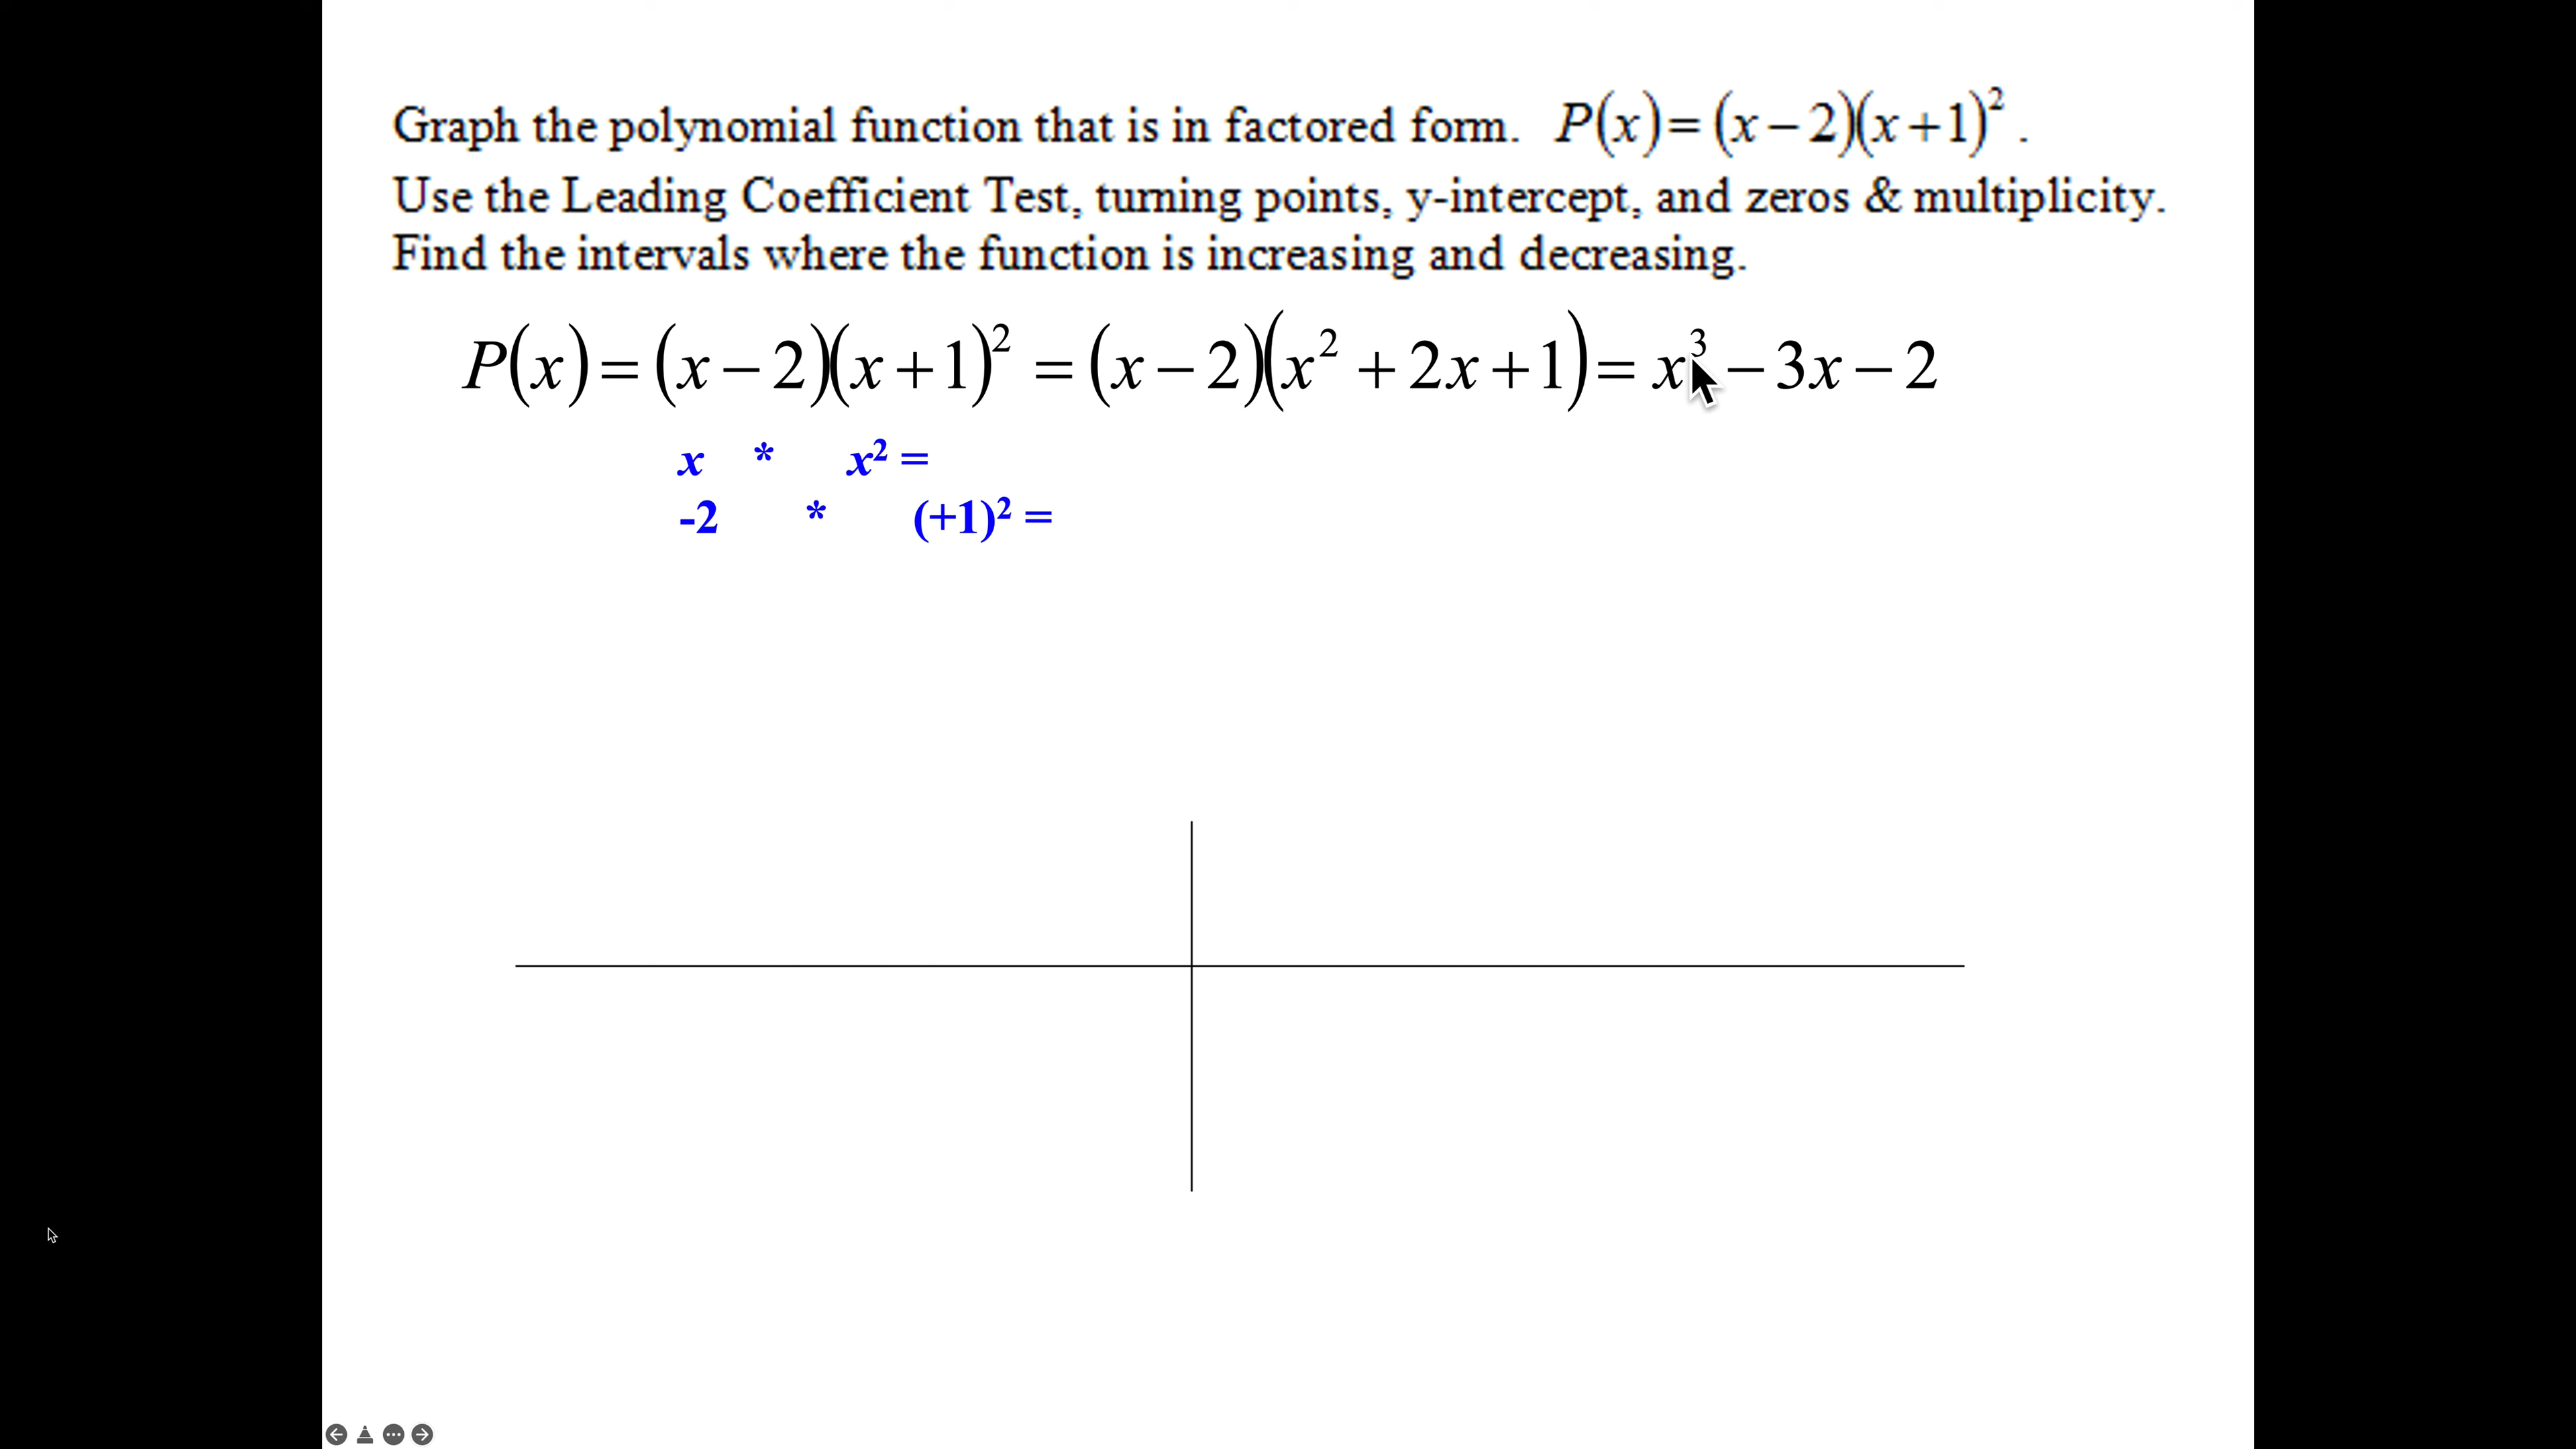 Graph the polynomial function that is in factored form. P(x)=(x−2)(x+1)².
Use the Leading Coefficient Test, turning points, y-intercept, and zeros & multiplicity.
Find the intervals where the function is increasing and decreasing.
P(x)=(x−2)(x+1)²=(x−2)(x²+2x+1)=x³−3x−2
x * x² =
-2 * (+1)² =